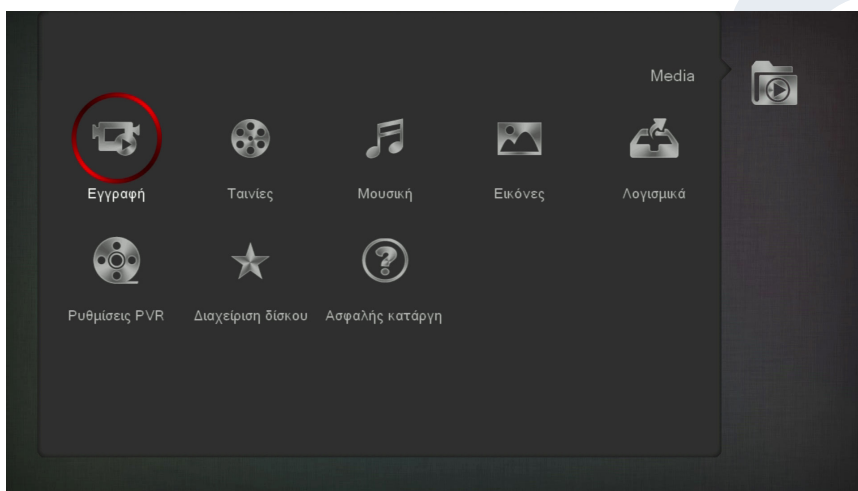 Media
Εγγραφή
Ταινίες
Μουσική
Εικόνες
Λογισμικά
Ρυθμίσεις PVR
Διαχείριση δίσκου
Ασφαλής κατάργη